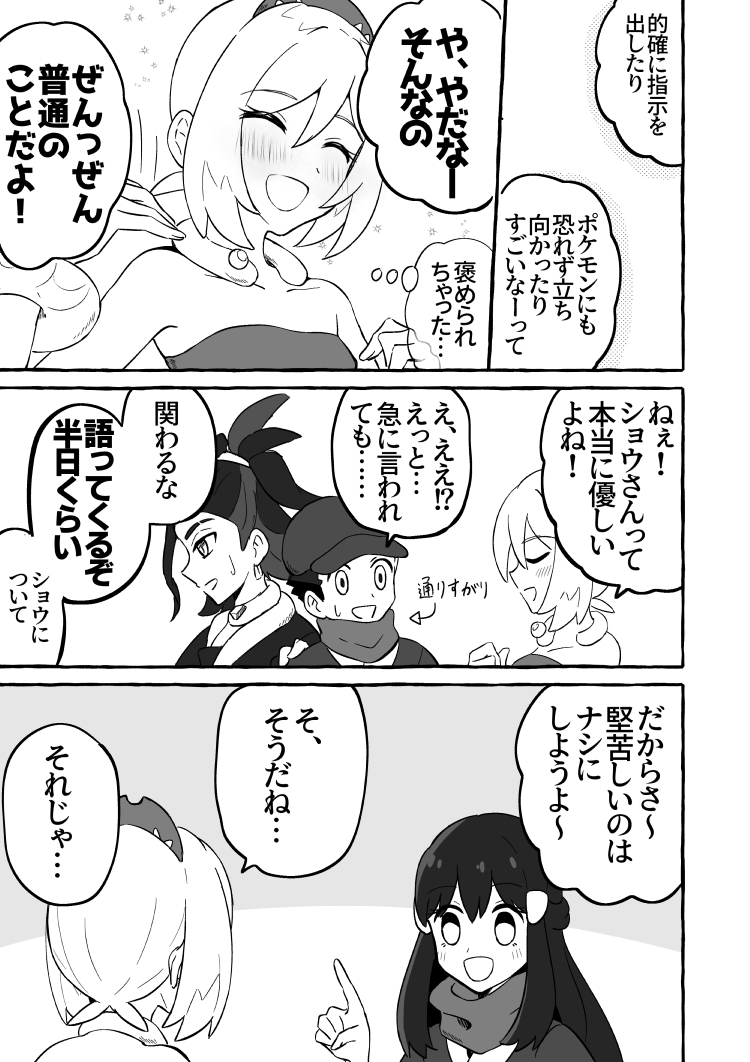 的確に指示を
出したり
ポケモンにも
恐れず立ち
向かったり
すごいなーって
や、やだなー
そんなの
褒められ
ちゃった…
ぜんっぜん
普通の
ことだよ！
ねぇ！
ショウさんって
本当に優しい
よね！
え、ええ!?
えっと…
急に言われ
ても……
通りすがり
関わるな
語ってくるぞ
半日くらい
ショウに
ついて
だからさ～
堅苦しいのは
ナシに
しようよ～
そ、
そうだね…
それじゃ…